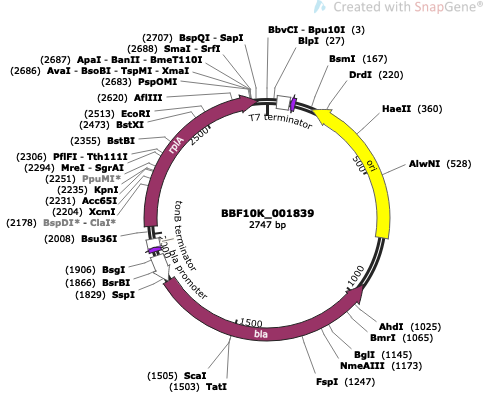 Created with SnapGene®
(2707) BspQI - SapI
(2688) SmaI - SrfI
(2687) ApaI - BanII - BmeT110I
(2686) AvaI - BsoBI - TspMI - XmaI
(2683) PspOMI
(2620) AflIII
(2513) EcoRI
(2473) BstXI
(2355) BstBI
(2306) PflFI - Tth111I
(2294) MreI - SgrAI
(2251) PpuMI*
(2235) KpnI
(2231) Acc65I
(2204) XcmI
(2178) BspDI* - ClaI*
(2008) Bsu36I
(1906) BsgI
(1866) BsrBI
(1829) SspI
(1505) ScaI
(1503) TatI
BbvCI - Bpu10I (3)
BlpI (27)
BsmI (167)
DrdI (220)
HaeII (360)
AlwNI (528)
AhdI (1025)
BmrI (1065)
BglI (1145)
NmeAIII (1173)
FspI (1247)
T7 terminator
ori
500
1000
1500
2000
2500
rplA
tonB terminator
bla promoter
bla
BBF10K_001839
2747 bp